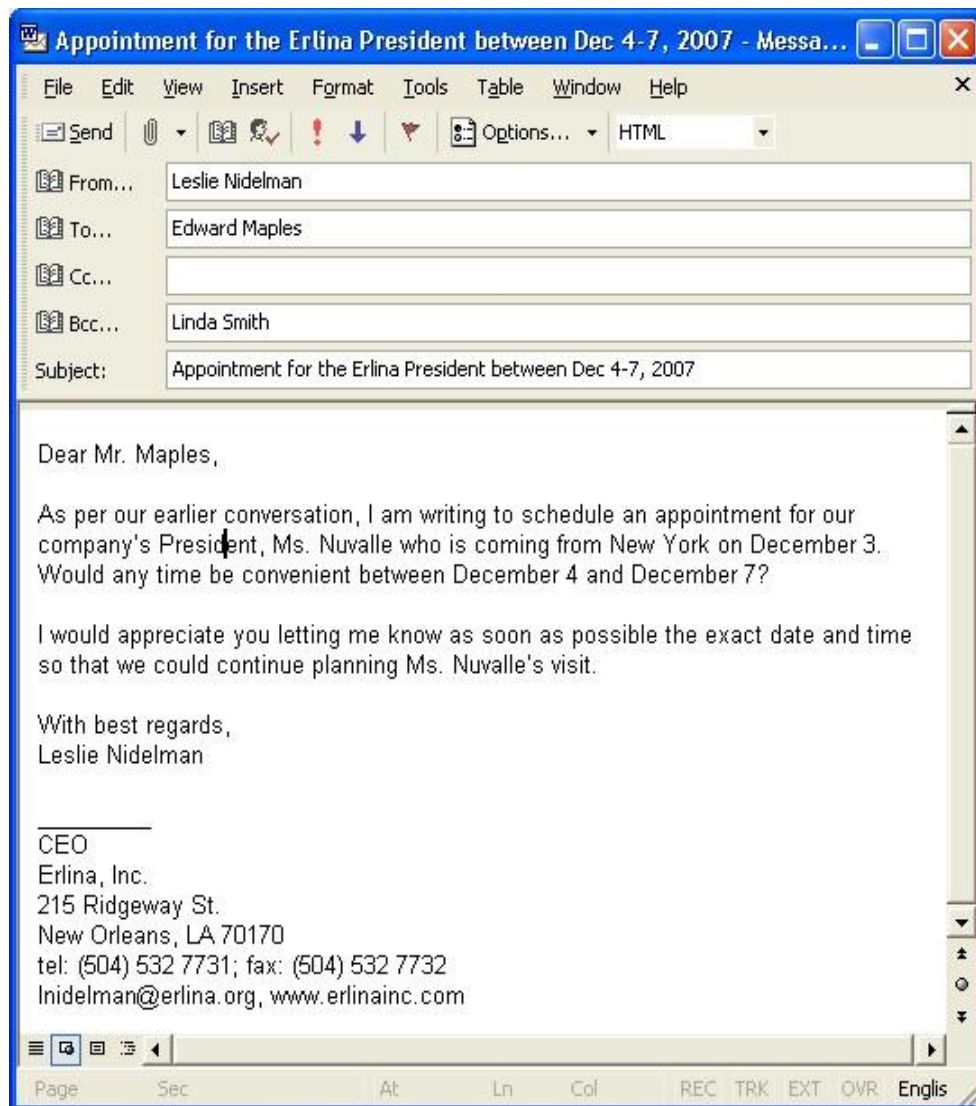 Appointment for the Erlina President between Dec 4-7, 2007 - Messa...
File Edit View Insert Format Tools Table Window Help
Send Options... HTML
From... Leslie Nidelman
To... Edward Maples
Cc...
Bcc... Linda Smith
Subject: Appointment for the Erlina President between Dec 4-7, 2007
Dear Mr. Maples,
As per our earlier conversation, I am writing to schedule an appointment for our
company's President, Ms. Nuvalle who is coming from New York on December 3.
Would any time be convenient between December 4 and December 7?
I would appreciate you letting me know as soon as possible the exact date and time
so that we could continue planning Ms. Nuvalle's visit.
With best regards,
Leslie Nidelman
CEO
Erlina, Inc.
215 Ridgeway St.
New Orleans, LA 70170
tel: (504) 532 7731; fax: (504) 532 7732
lnidelman@erlina.org, www.erlinainc.com
Page Sec At Ln Col REC TRK EXT OVR Englis